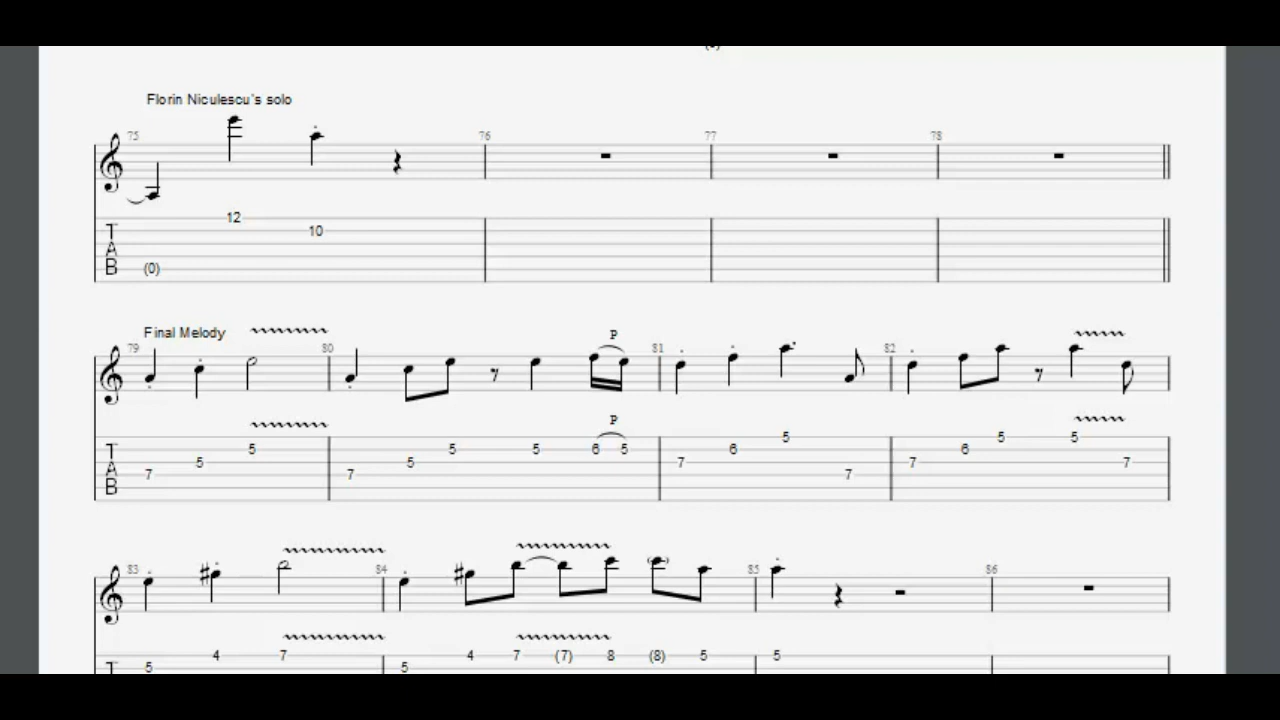 Florin Niculescu's solo
75 76 77 78
T 12
A 10
B (0)
Final Melody
79 80 81 82
P
P
5 5
5 5 5 6 5 6 6
5 5 7 7 7
7 7 7
T
A
B
83 84 85 86
4 7 4 7 (7) 8 (8) 5 5
5 5